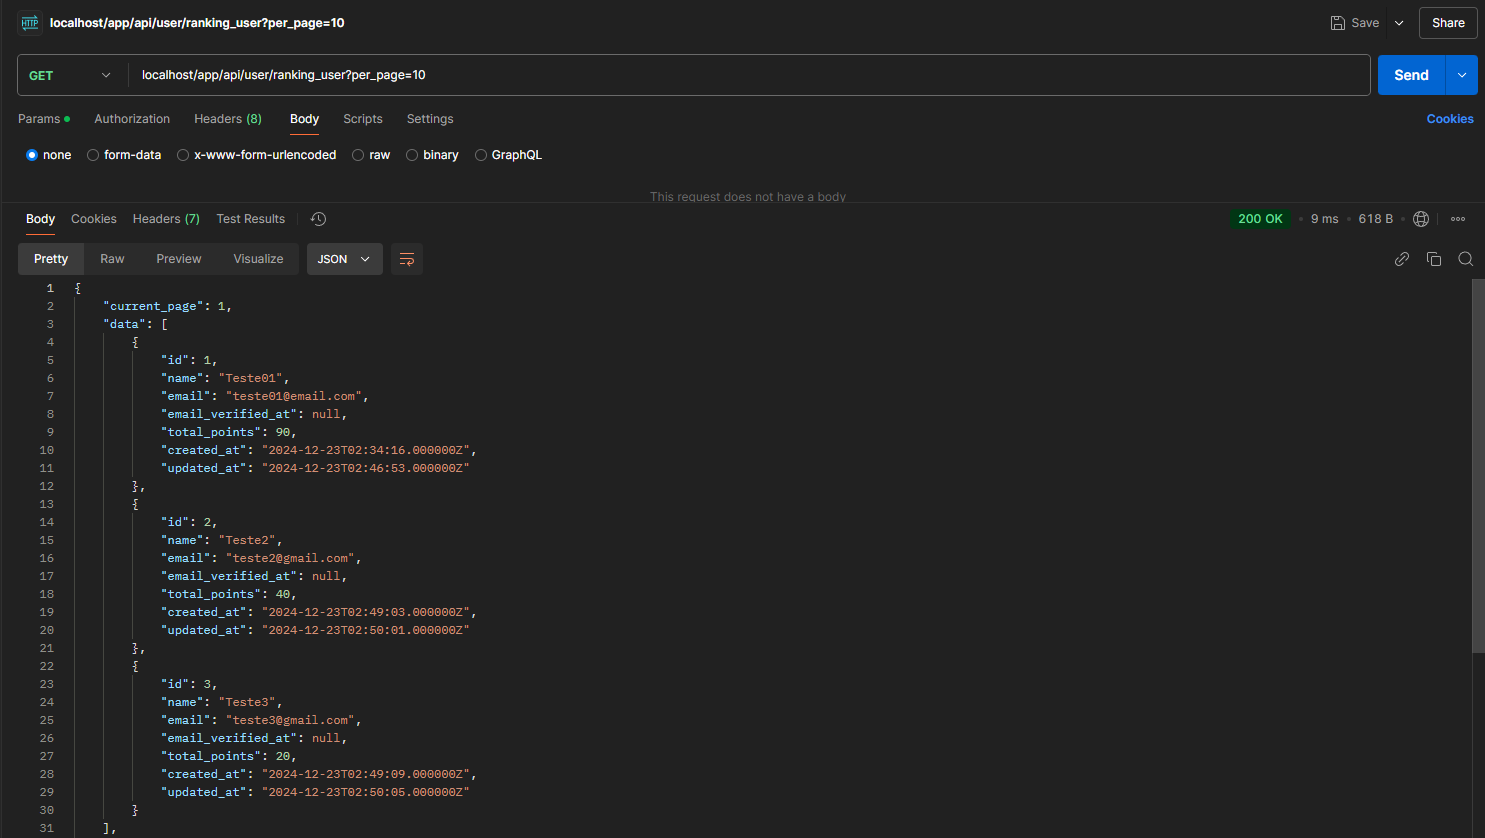 HTTP localhost/app/api/user/ranking_user?per_page=10 Save Share
GET localhost/app/api/user/ranking_user?per_page=10 Send
Params Authorization Headers (8) Body Scripts Settings Cookies
none form-data x-www-form-urlencoded raw binary GraphQL
This request does not have a body
Body Cookies Headers (7) Test Results 200 OK • 9 ms • 618 B
Pretty Raw Preview Visualize JSON
1 {
2 "current_page": 1,
3 "data": [
4 {
5 "id": 1,
6 "name": "Teste01",
7 "email": "teste01@email.com",
8 "email_verified_at": null,
9 "total_points": 90,
10 "created_at": "2024-12-23T02:34:16.000000Z",
11 "updated_at": "2024-12-23T02:46:53.000000Z"
12 },
13 {
14 "id": 2,
15 "name": "Teste2",
16 "email": "teste2@gmail.com",
17 "email_verified_at": null,
18 "total_points": 40,
19 "created_at": "2024-12-23T02:49:03.000000Z",
20 "updated_at": "2024-12-23T02:50:01.000000Z"
21 },
22 {
23 "id": 3,
24 "name": "Teste3",
25 "email": "teste3@gmail.com",
26 "email_verified_at": null,
27 "total_points": 20,
28 "created_at": "2024-12-23T02:49:09.000000Z",
29 "updated_at": "2024-12-23T02:50:05.000000Z"
30 }
31 ],